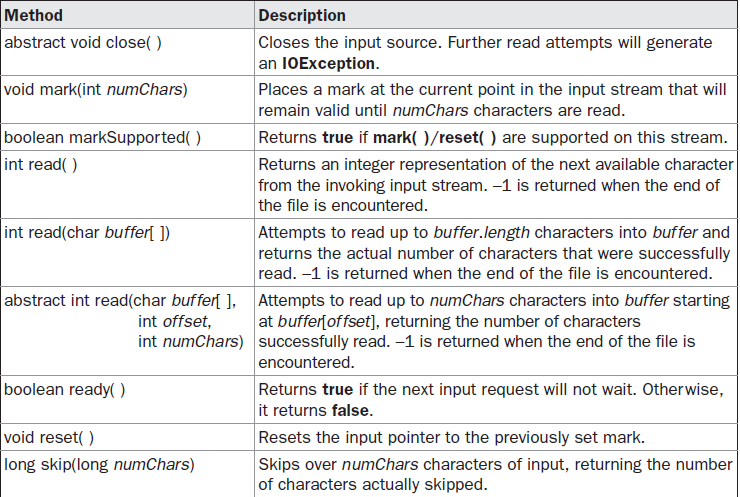 Method Description
abstract void close( ) Closes the input source. Further read attempts will generate
an IOException.
void mark(int numChars) Places a mark at the current point in the input stream that will
remain valid until numChars characters are read.
boolean markSupported( ) Returns true if mark( )/reset( ) are supported on this stream.
int read( ) Returns an integer representation of the next available character
from the invoking input stream. –1 is returned when the end of
the file is encountered.
int read(char buffer[ ]) Attempts to read up to buffer.length characters into buffer and
returns the actual number of characters that were successfully
read. –1 is returned when the end of the file is encountered.
abstract int read(char buffer[ ], Attempts to read up to numChars characters into buffer starting
int offset, at buffer[offset], returning the number of characters
int numChars) successfully read. –1 is returned when the end of the file is
encountered.
boolean ready( ) Returns true if the next input request will not wait. Otherwise,
it returns false.
void reset( ) Resets the input pointer to the previously set mark.
long skip(long numChars) Skips over numChars characters of input, returning the number
of characters actually skipped.